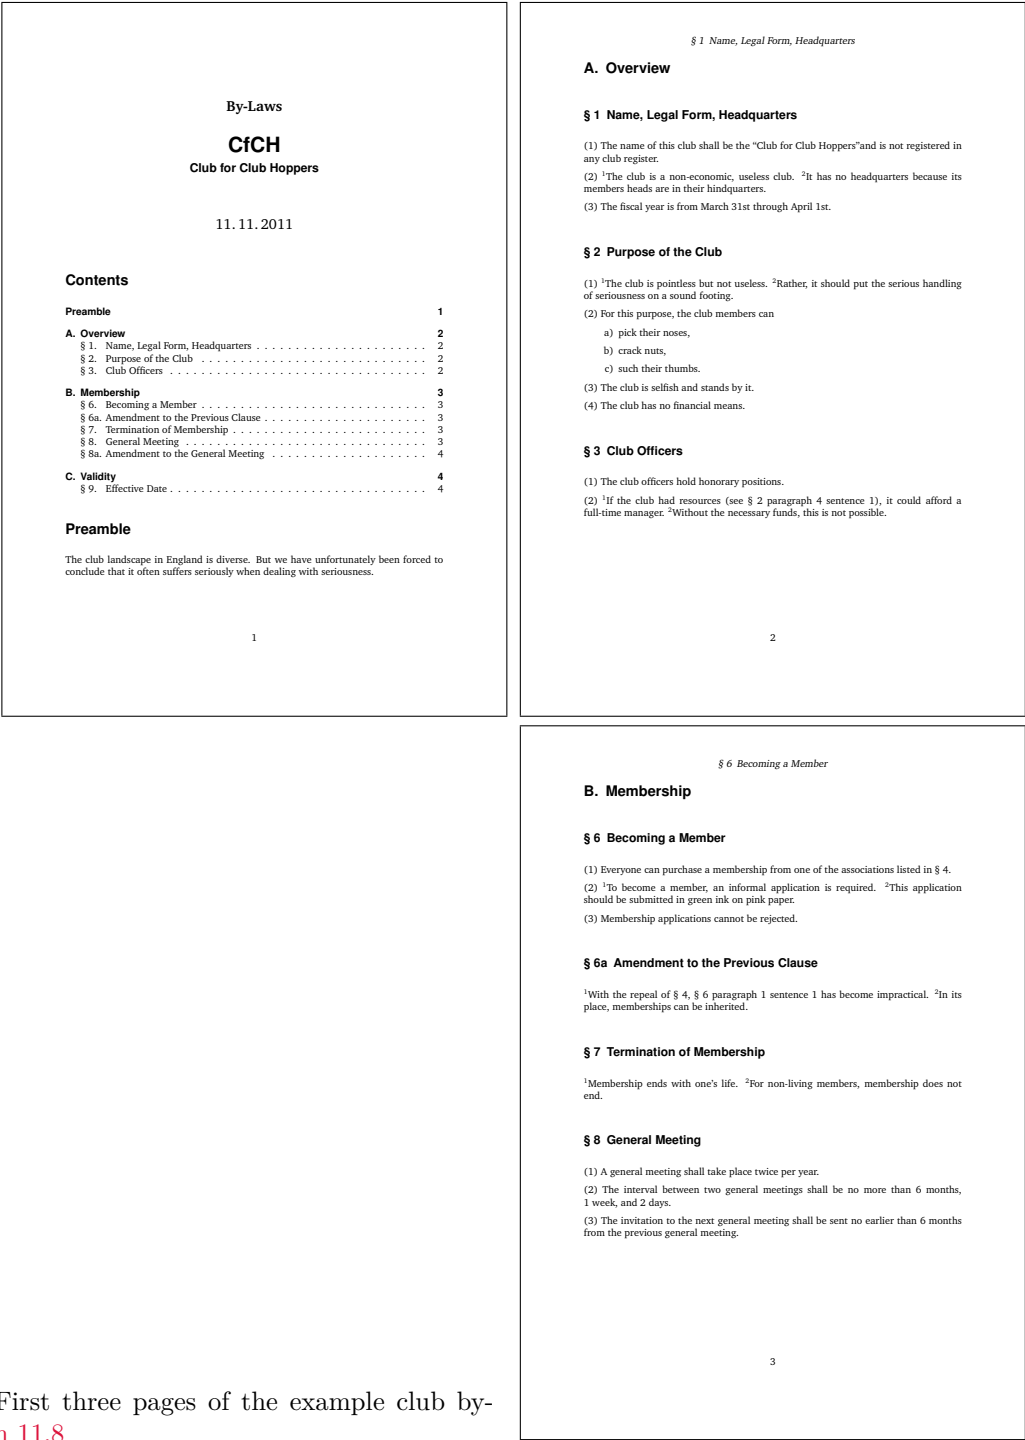 By-Laws
CfCH
Club for Club Hoppers
11. 11. 2011
Contents
Preamble 1
A. Overview 2
§ 1. Name, Legal Form, Headquarters . . . . . . . . . . . . . . . . . . . . . . 2
§ 2. Purpose of the Club . . . . . . . . . . . . . . . . . . . . . . . . . . . . 2
§ 3. Club Officers . . . . . . . . . . . . . . . . . . . . . . . . . . . . . . . . 2
B. Membership 3
§ 6. Becoming a Member . . . . . . . . . . . . . . . . . . . . . . . . . . . . 3
§ 6a. Amendment to the Previous Clause . . . . . . . . . . . . . . . . . . . . . 3
§ 7. Termination of Membership . . . . . . . . . . . . . . . . . . . . . . . . 3
§ 8. General Meeting . . . . . . . . . . . . . . . . . . . . . . . . . . . . . . 3
§ 8a. Amendment to the General Meeting . . . . . . . . . . . . . . . . . . . . 4
C. Validity 4
§ 9. Effective Date . . . . . . . . . . . . . . . . . . . . . . . . . . . . . . . . 4
Preamble
The club landscape in England is diverse. But we have unfortunately been forced to
conclude that it often suffers seriously when dealing with seriousness.
1
§ 1 Name, Legal Form, Headquarters
A. Overview
§ 1 Name, Legal Form, Headquarters
(1) The name of this club shall be the “Club for Club Hoppers”and is not registered in
any club register.
(2) ¹The club is a non-economic, useless club. ²It has no headquarters because its
members heads are in their hindquarters.
(3) The fiscal year is from March 31st through April 1st.
§ 2 Purpose of the Club
(1) ¹The club is pointless but not useless. ²Rather, it should put the serious handling
of seriousness on a sound footing.
(2) For this purpose, the club members can
a) pick their noses,
b) crack nuts,
c) such their thumbs.
(3) The club is selfish and stands by it.
(4) The club has no financial means.
§ 3 Club Officers
(1) The club officers hold honorary positions.
(2) ¹If the club had resources (see § 2 paragraph 4 sentence 1), it could afford a
full-time manager. ²Without the necessary funds, this is not possible.
2
§ 6 Becoming a Member
B. Membership
§ 6 Becoming a Member
(1) Everyone can purchase a membership from one of the associations listed in § 4.
(2) ¹To become a member, an informal application is required. ²This application
should be submitted in green ink on pink paper.
(3) Membership applications cannot be rejected.
§ 6a Amendment to the Previous Clause
¹With the repeal of § 4, § 6 paragraph 1 sentence 1 has become impractical. ²In its
place, memberships can be inherited.
§ 7 Termination of Membership
¹Membership ends with one’s life. ²For non-living members, membership does not
end.
§ 8 General Meeting
(1) A general meeting shall take place twice per year.
(2) The interval between two general meetings shall be no more than 6 months,
1 week, and 2 days.
(3) The invitation to the next general meeting shall be sent no earlier than 6 months
from the previous general meeting.
3
First three pages of the example club by-
11.8